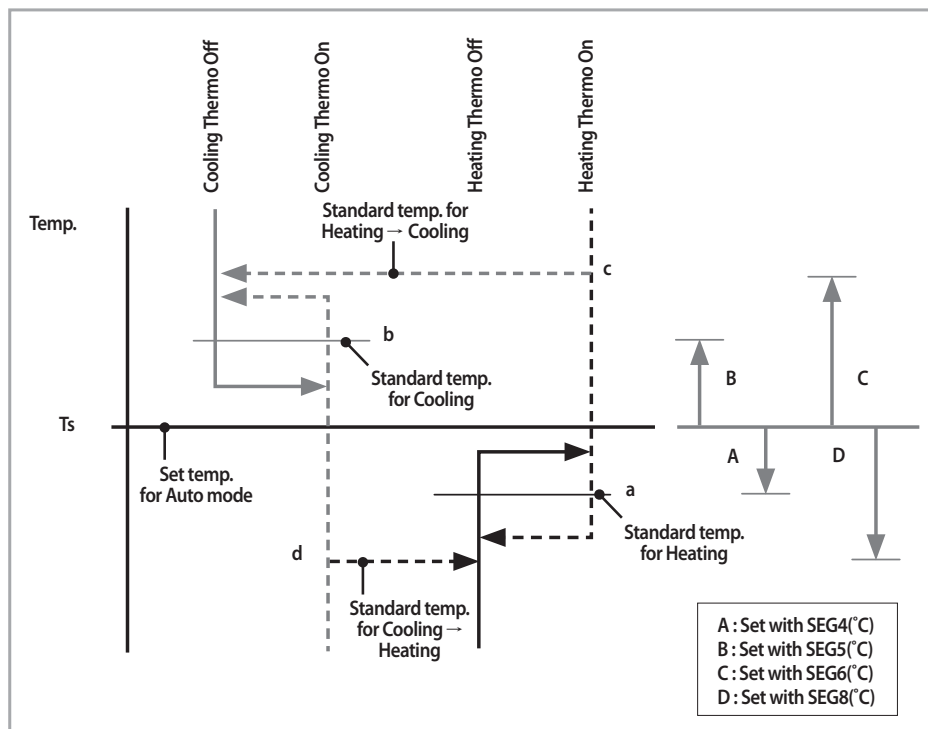 Cooling Thermo Off
Cooling Thermo On
Heating Thermo Off
Heating Thermo On
Temp.
Standard temp. for
Heating → Cooling
c
b
Standard temp.
for Cooling
B
C
Ts
A
D
Set temp.
for Auto mode
a
Standard temp.
for Heating
d
Standard temp.
for Cooling →
Heating
A : Set with SEG4(˚C)
B : Set with SEG5(˚C)
C : Set with SEG6(˚C)
D : Set with SEG8(˚C)